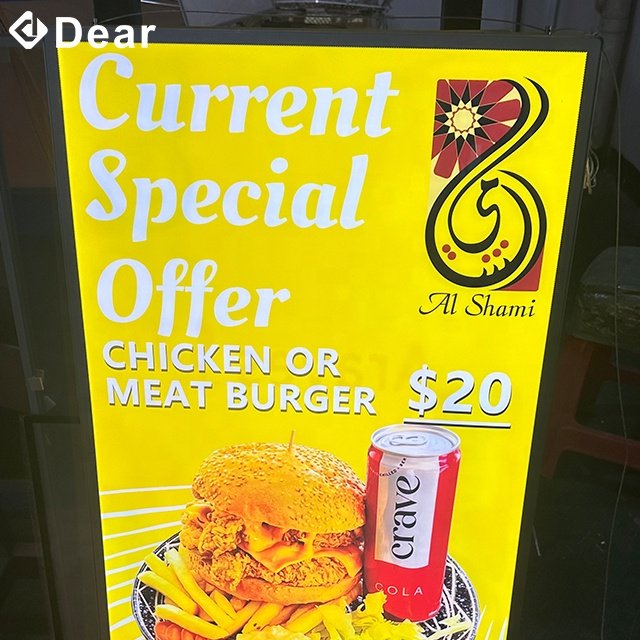 Dear
Current
Special
Offer
CHICKEN OR
MEAT BURGER $20
Al Shami
crave
COLA